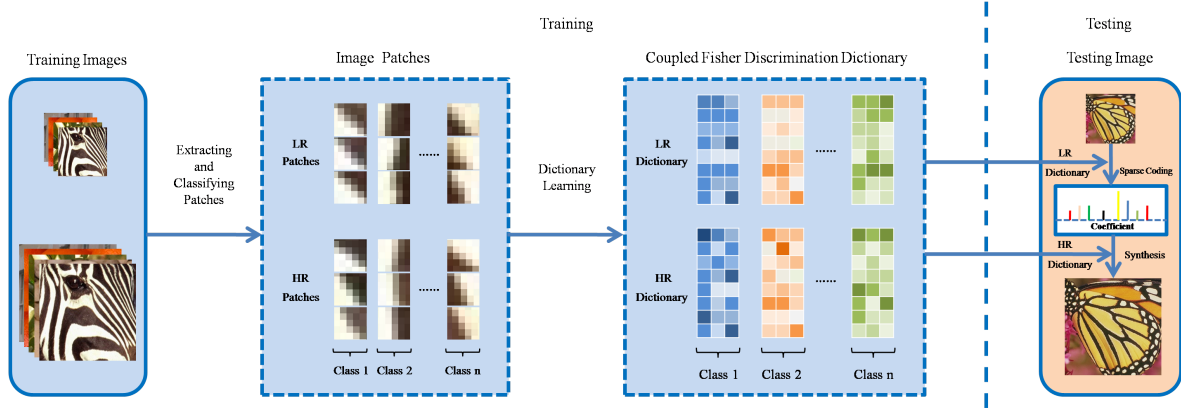 Training
Testing
Training Images
Image Patches
Coupled Fisher Discrimination Dictionary
Testing Image
Extracting
and
Classifying
Patches
LR
Patches
......
HR
Patches
......
Class 1
Class 2
Class n
Dictionary
Learning
LR
Dictionary
......
HR
Dictionary
......
Class 1
Class 2
Class n
LR
Dictionary
Sparse Coding
Coefficient
HR
Dictionary
Synthesis